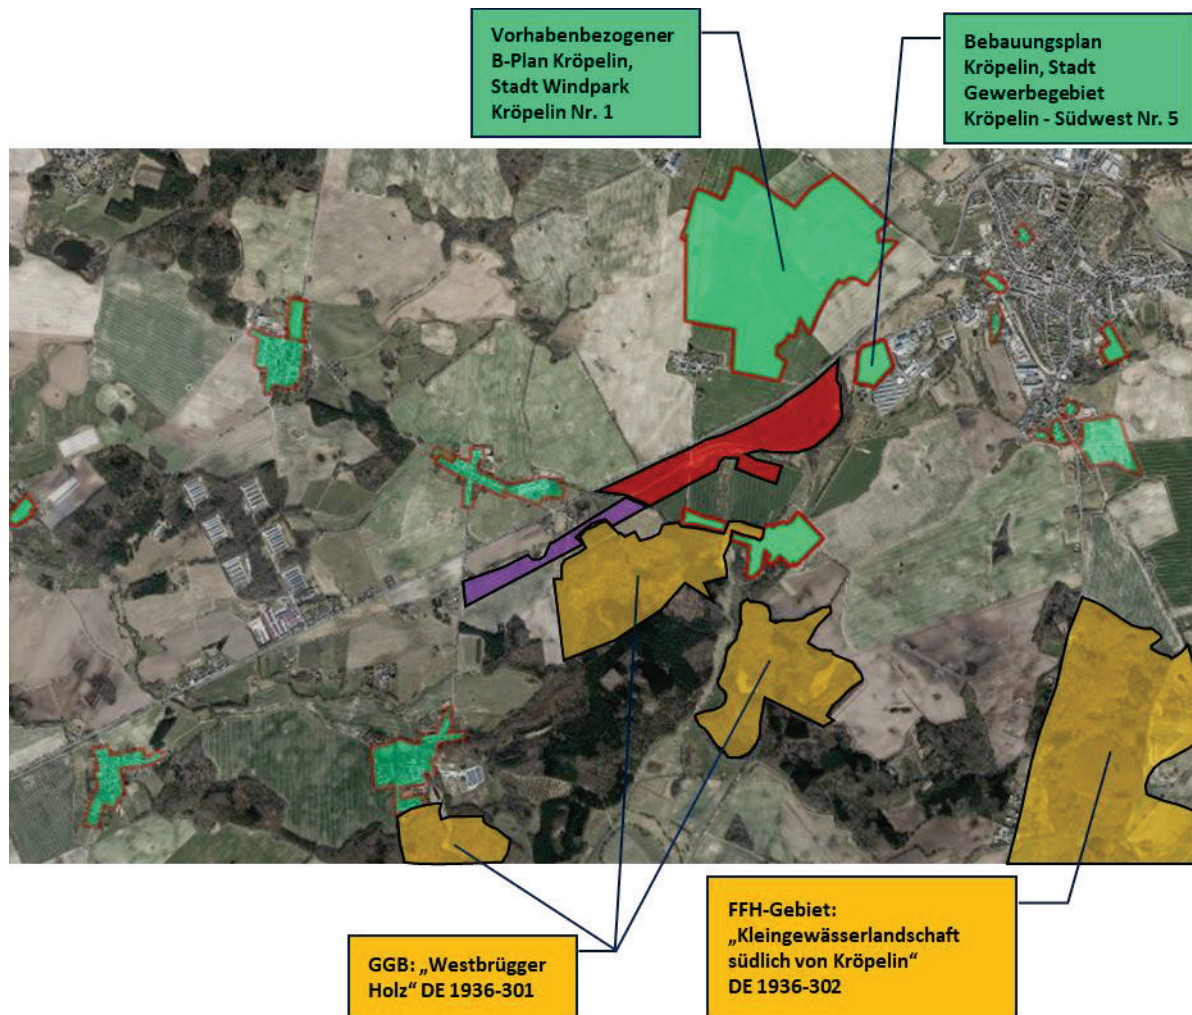 Vorhabenbezogener
B-Plan Kröpelin,
Stadt Windpark
Kröpelin Nr. 1
Bebauungsplan
Kröpelin, Stadt
Gewerbegebiet
Kröpelin - Südwest Nr. 5
GGB: „Westbrügger
Holz“ DE 1936-301
FFH-Gebiet:
„Kleingewässerlandschaft
südlich von Kröpelin“
DE 1936-302